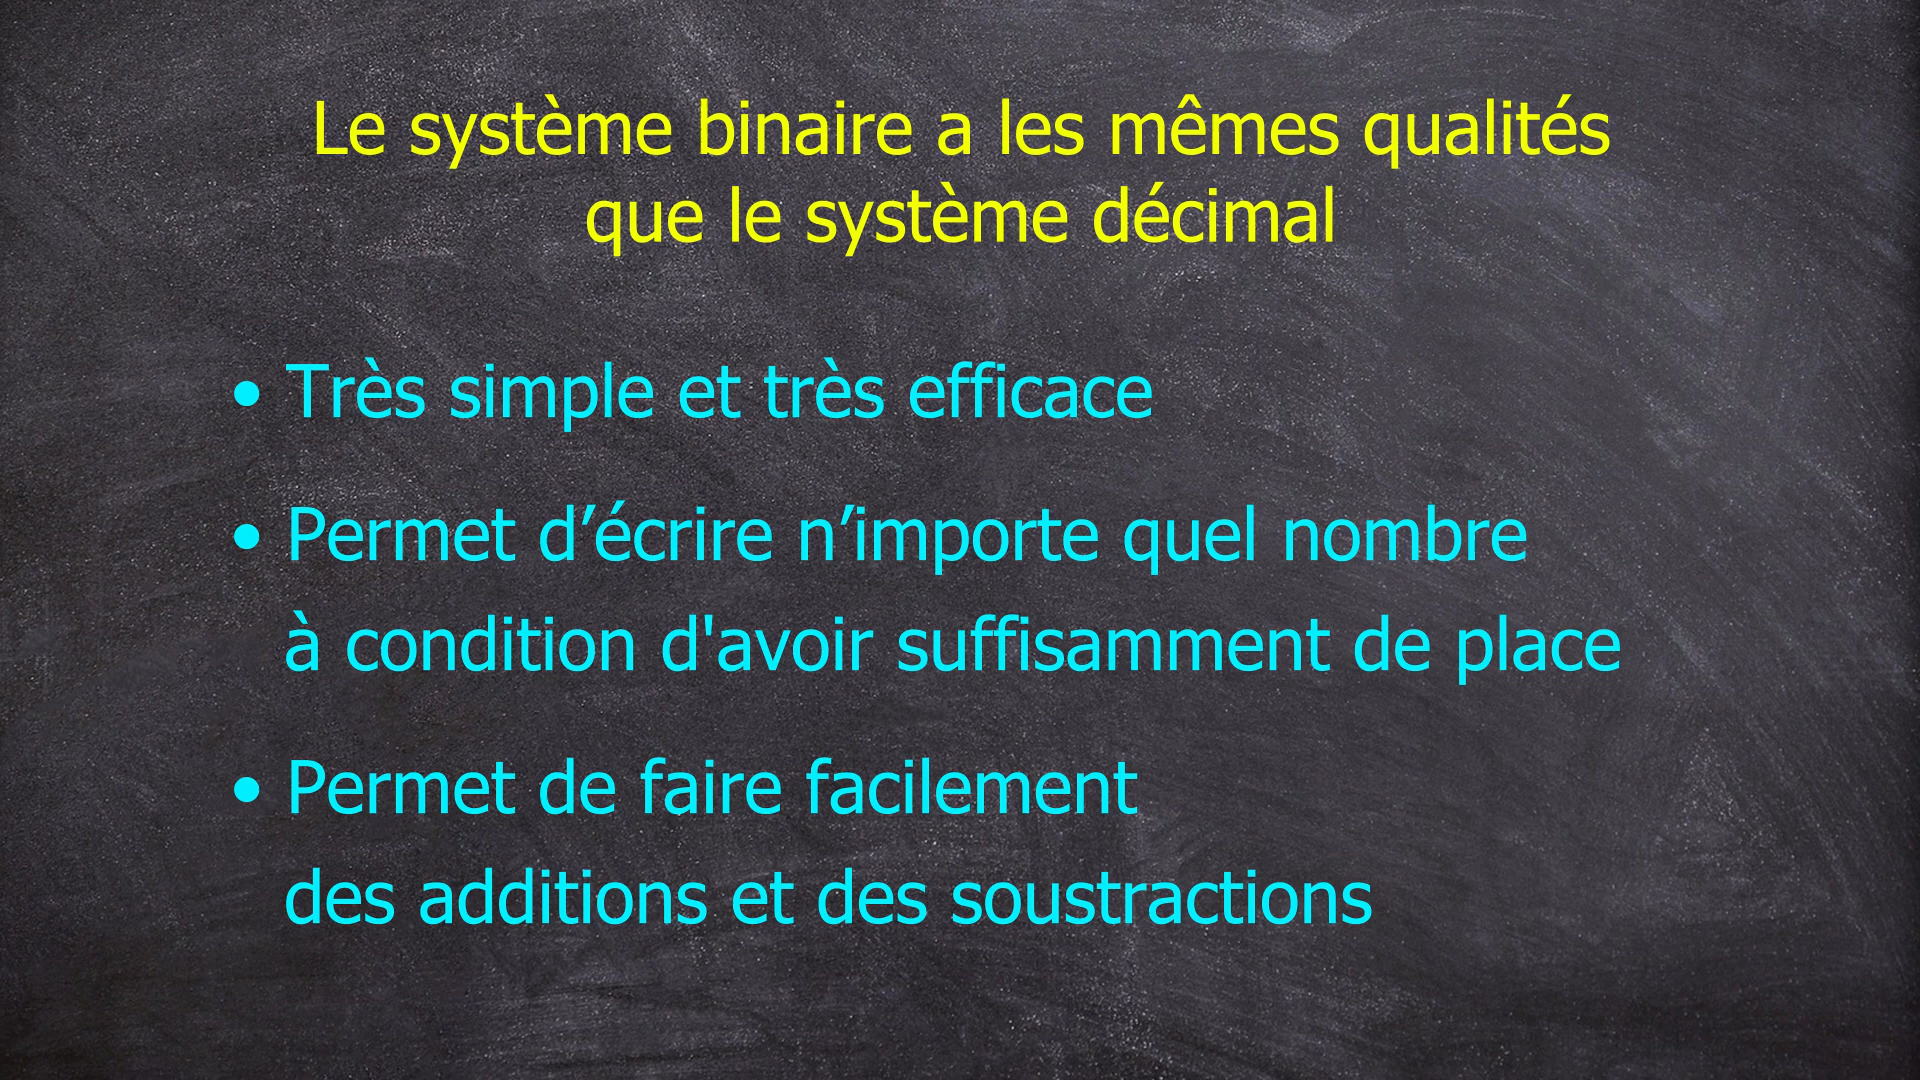 Le système binaire a les mêmes qualités
que le système décimal
• Très simple et très efficace
• Permet d’écrire n’importe quel nombre
à condition d'avoir suffisamment de place
• Permet de faire facilement
des additions et des soustractions